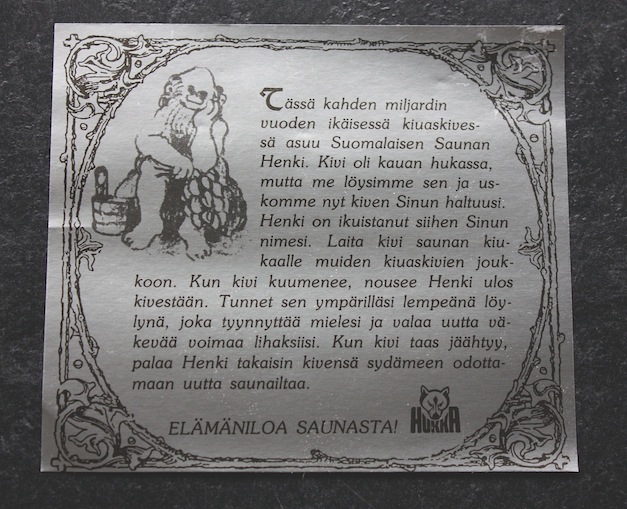 Tässä kahden miljardin
vuoden ikäisessä kiuaskives-
sä asuu Suomalaisen Saunan
Henki. Kivi oli kauan hukassa,
mutta me löysimme sen ja us-
komme nyt kiven Sinun haltuusi.
Henki on ikuistanut siihen Sinun
nimesi. Laita kivi saunan kiu-
kaalle muiden kiuaskivien jouk-
koon. Kun kivi kuumenee, nousee Henki ulos
kivestään. Tunnet sen ympärilläsi lempeänä löy-
lynä, joka tyynnyttää mielesi ja valaa uutta vä-
kevää voimaa lihaksiisi. Kun kivi taas jäähtyy,
palaa Henki takaisin kivensä sydämeen odotta-
maan uutta saunailtaa.
ELÄMÄNILOA SAUNASTA! HUKKA